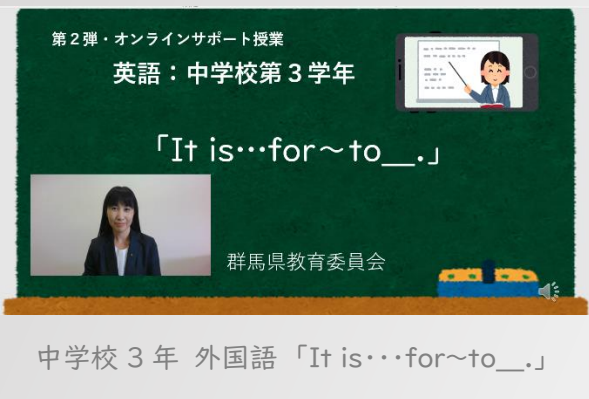 第２弾・オンラインサポート授業
英語：中学校第３学年
「It is…for～to__.」
群馬県教育委員会
中学校３年 外国語「It is･･･for~to__.」